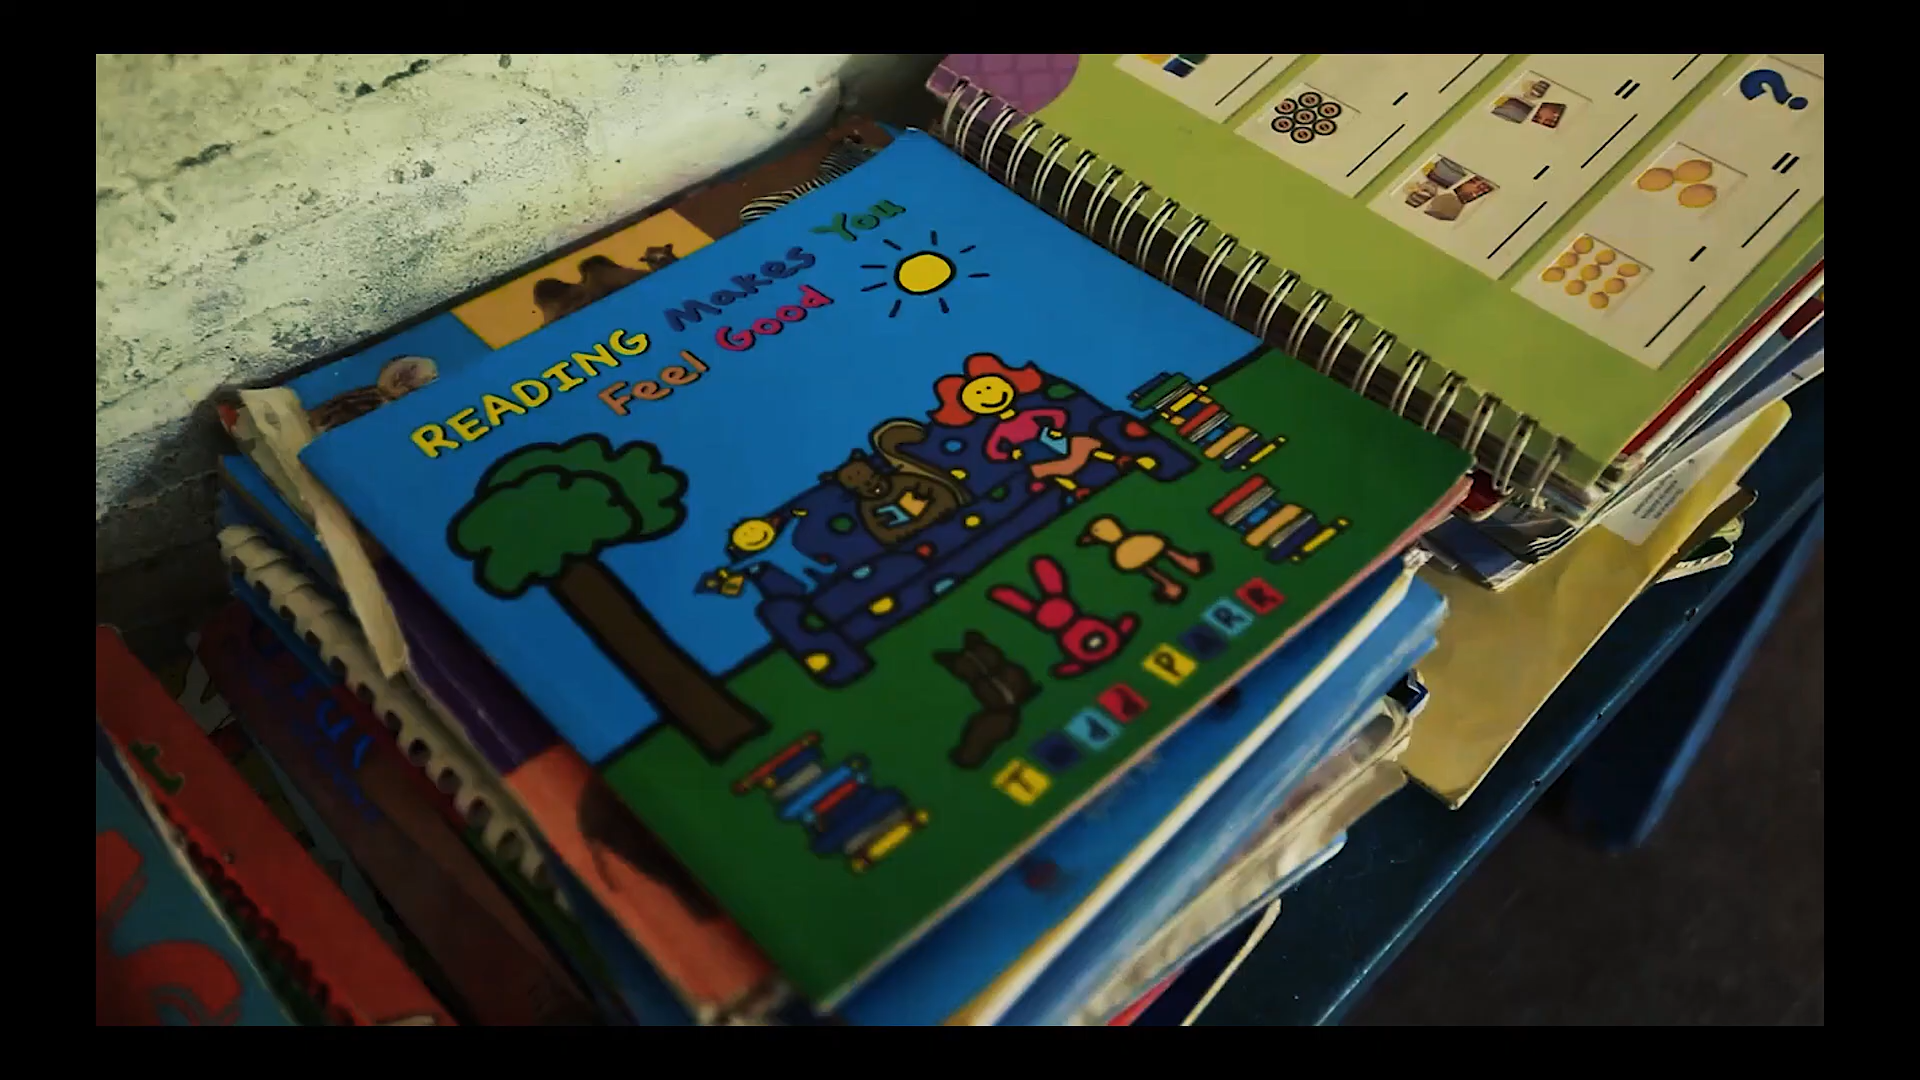 READING Makes You
Feel Good
Todd PARR
?
=
=